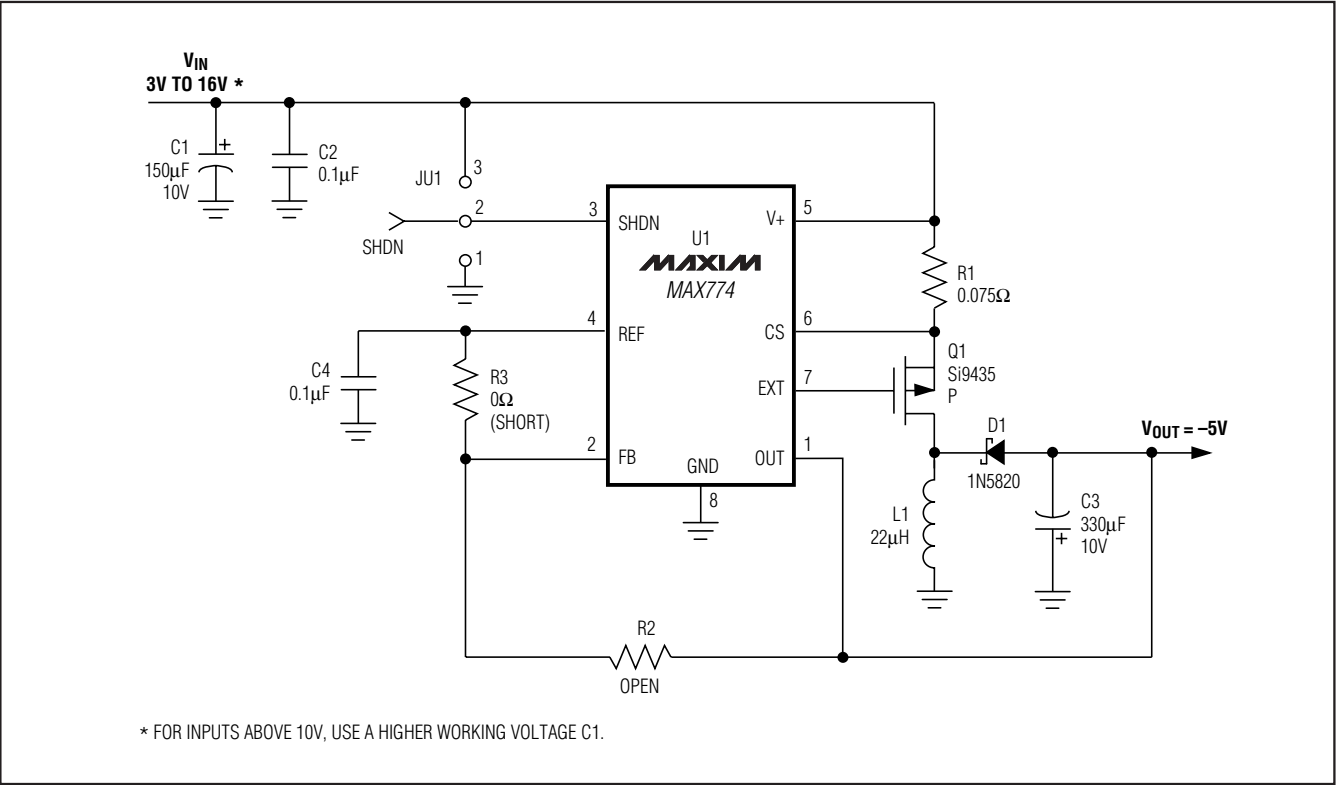 VIN
3V TO 16V *
C1
+
150µF
10V
C2
0.1µF
JU1
3
2
1
SHDN
3
SHDN
U1
MAXIM
MAX774
V+
5
R1
0.075Ω
4
REF
CS
6
C4
0.1µF
R3
0Ω
(SHORT)
EXT
7
Q1
Si9435
P
2
FB
GND
8
OUT
1
D1
1N5820
VOUT = –5V
L1
22µH
C3
330µF
10V
+
R2
OPEN
* FOR INPUTS ABOVE 10V, USE A HIGHER WORKING VOLTAGE C1.